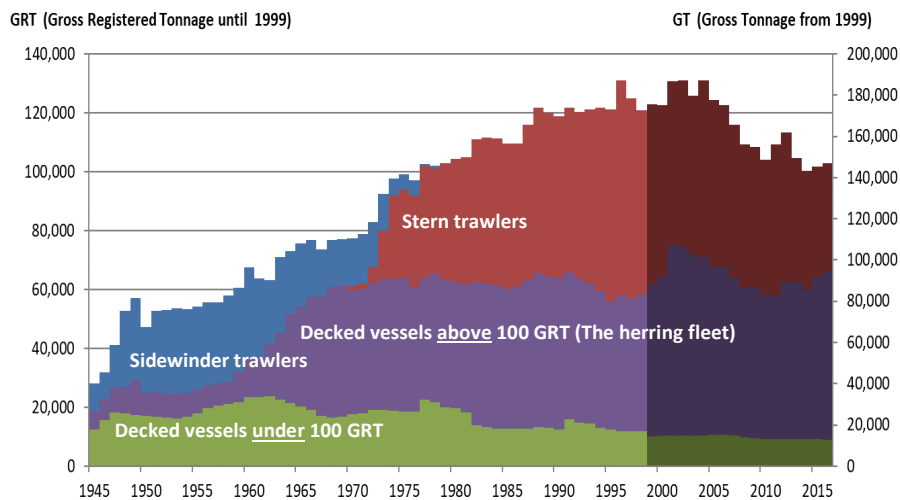 GRT (Gross Registered Tonnage until 1999)
GT (Gross Tonnage from 1999)
140,000
120,000
100,000
80,000
60,000
40,000
20,000
0
200,000
180,000
160,000
140,000
120,000
100,000
80,000
60,000
40,000
20,000
0
Stern trawlers
Decked vessels above 100 GRT (The herring fleet)
Sidewinder trawlers
Decked vessels under 100 GRT
1945 1950 1955 1960 1965 1970 1975 1980 1985 1990 1995 2000 2005 2010 2015